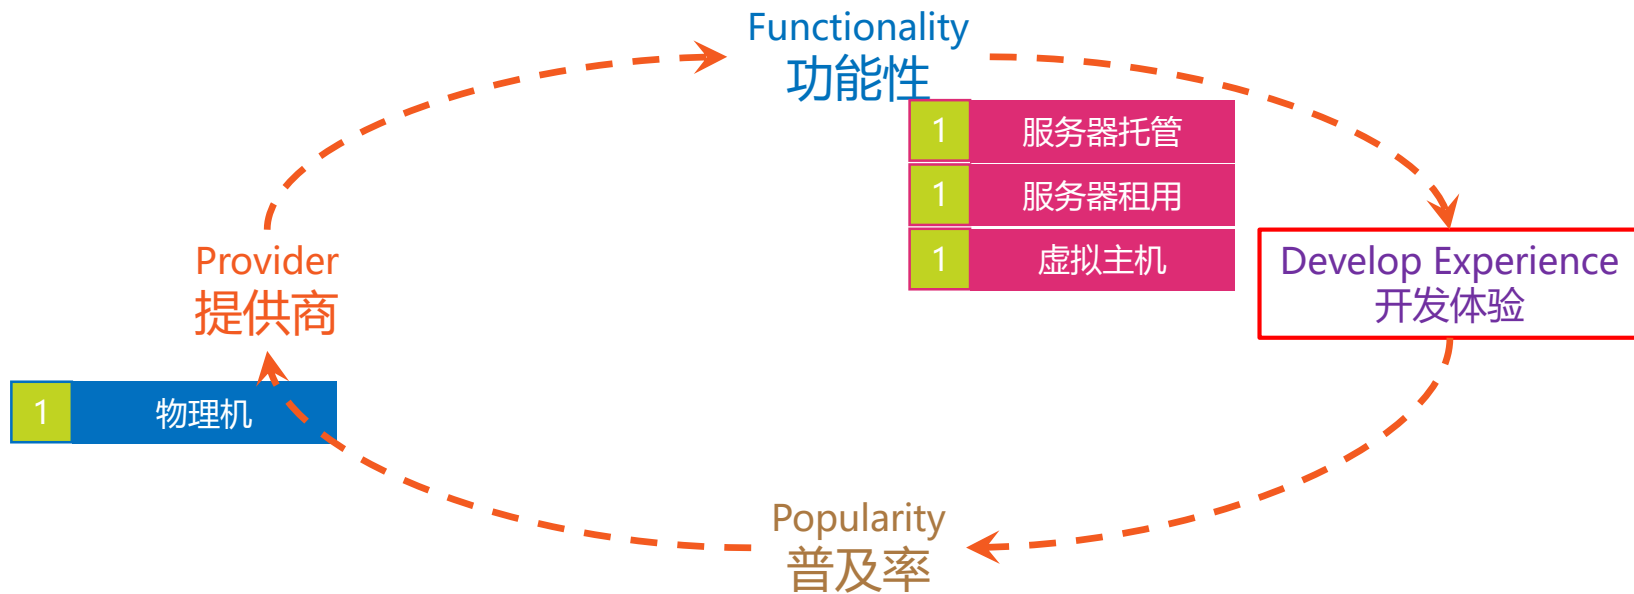 Functionality
功能性
1 服务器托管
1 服务器租用
1 虚拟主机
Provider
提供商
Develop Experience
开发体验
1 物理机
Popularity
普及率